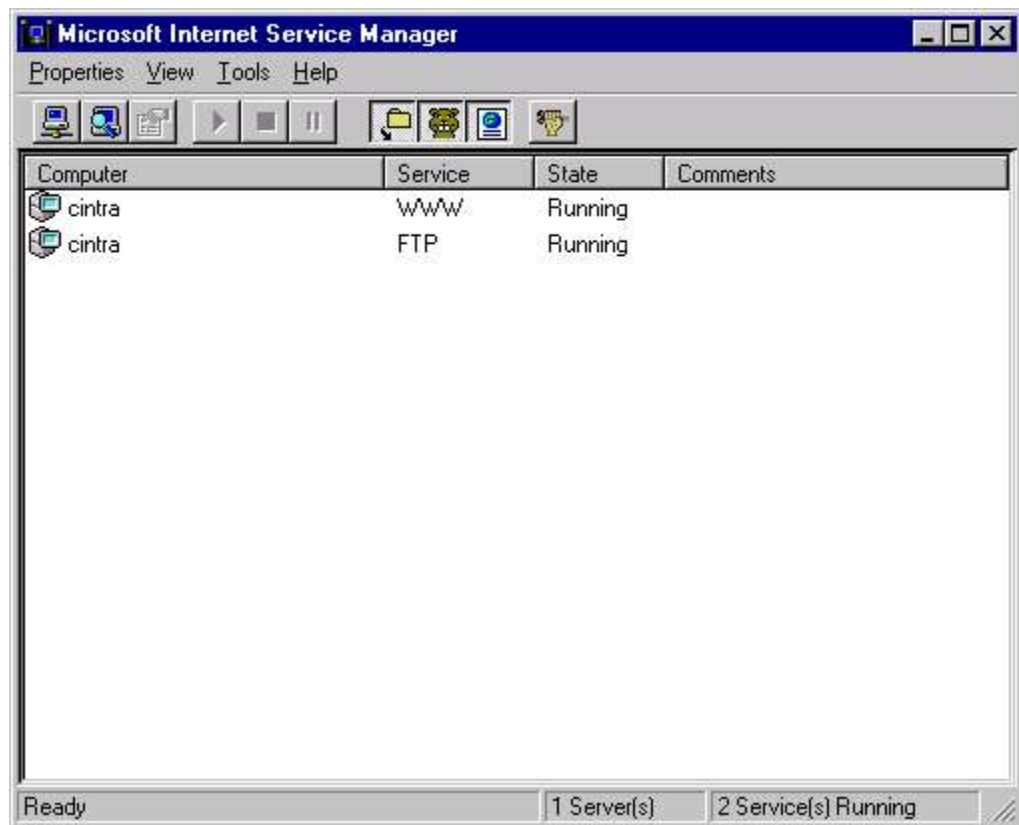 Microsoft Internet Service Manager
Properties View Tools Help
Computer Service State Comments
cintra WWW Running
cintra FTP Running
Ready 1 Server(s) 2 Service(s) Running